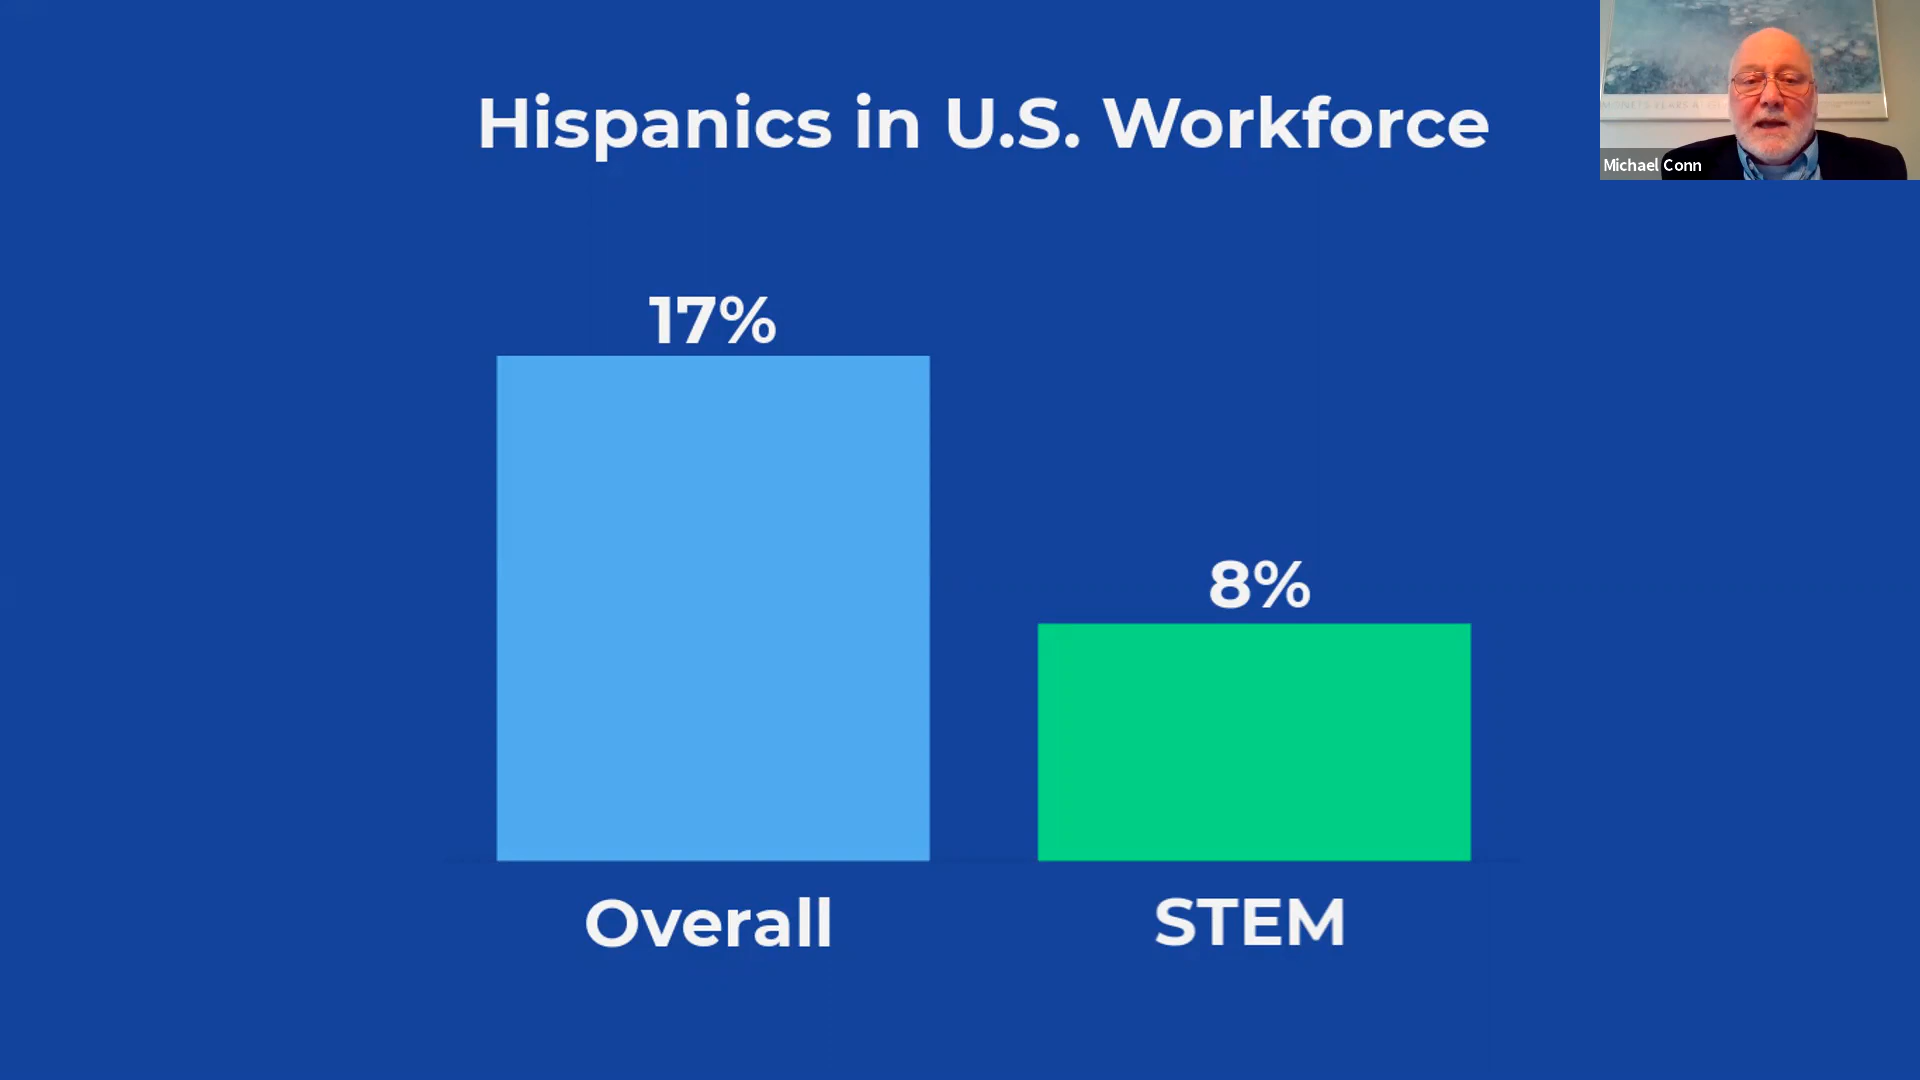 Hispanics in U.S. Workforce
17%
8%
Overall
STEM
Michael Conn